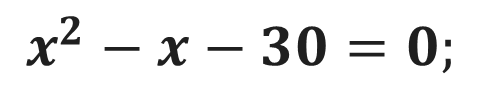 x² − x − 30 = 0;